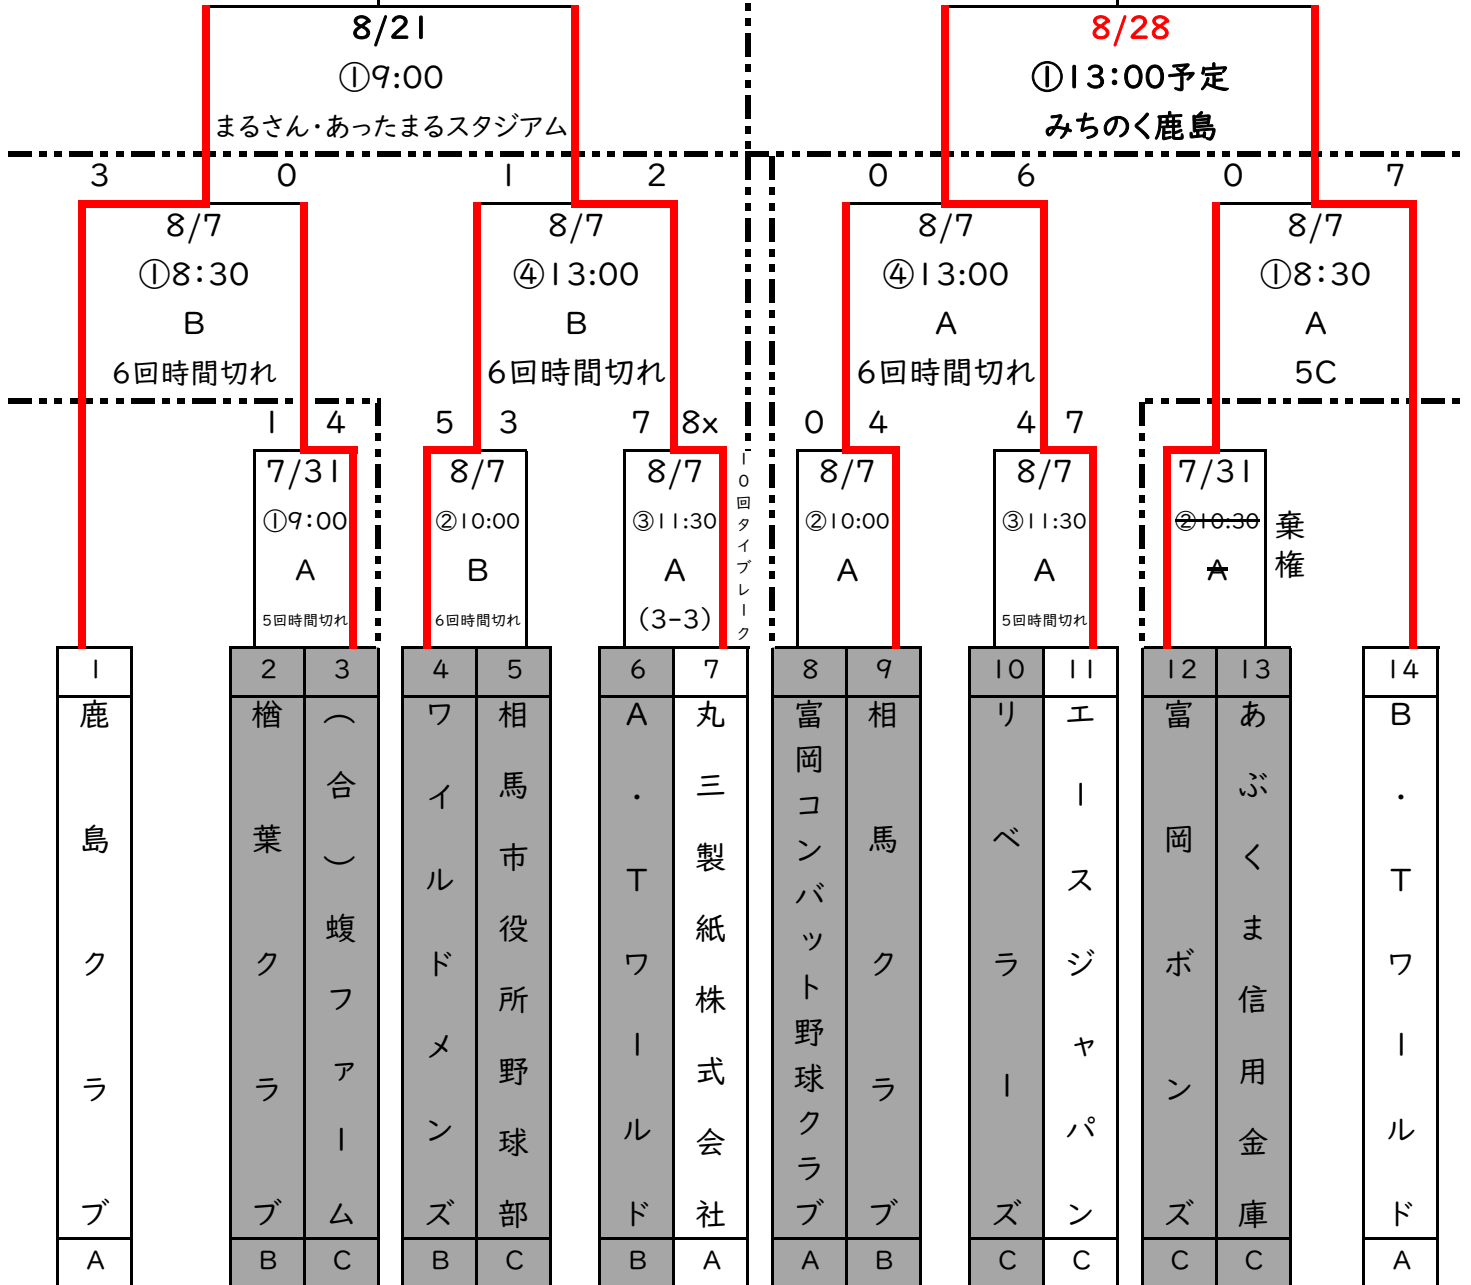 8/21
①9:00
まるさん・あったまるスタジアム
8/28
①13:00予定
みちのく鹿島
3 0 1 2 0 6 0 7
8/7
①8:30
B
6回時間切れ
8/7
④13:00
B
6回時間切れ
8/7
④13:00
A
6回時間切れ
8/7
①8:30
A
5C
1 4 5 3 7 8x 0 4 4 7
7/31
①9:00
A
5回時間切れ
8/7
②10:00
B
6回時間切れ
8/7
③11:30
A
(3-3)
10回タイブレーク
8/7
②10:00
A
8/7
③11:30
A
5回時間切れ
7/31
②10:30
A
棄権
1
鹿島クラブ
A
2
楢葉クラブ
B
3
(合)蝮ファーム
C
4
ワイルドメンズ
B
5
相馬市役所野球部
C
6
A・Tワールド
B
7
丸三製紙株式会社
A
8
富岡コンバット野球クラブ
A
9
相馬クラブ
B
10
リベラーズ
C
11
エースジャパン
C
12
富岡ボンズ
C
13
あぶくま信用金庫
C
14
B・Tワールド
A